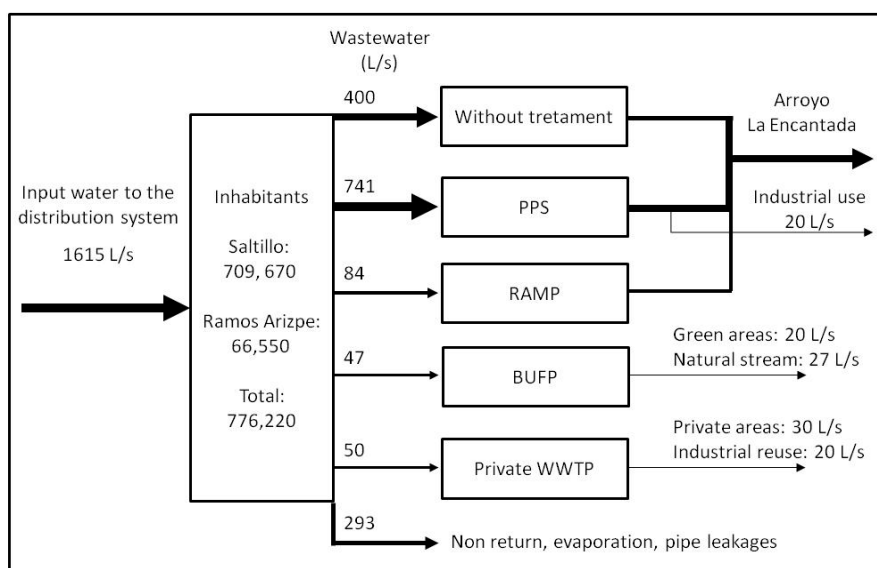 Wastewater
(L/s)
400
Without tretament
Arroyo
La Encantada
Input water to the
distribution system
1615 L/s
Inhabitants
Saltillo:
709, 670
Ramos Arizpe:
66,550
Total:
776,220
741
PPS
Industrial use
20 L/s
84
RAMP
47
BUFP
Green areas: 20 L/s
Natural stream: 27 L/s
50
Private WWTP
Private areas: 30 L/s
Industrial reuse: 20 L/s
293
Non return, evaporation, pipe leakages